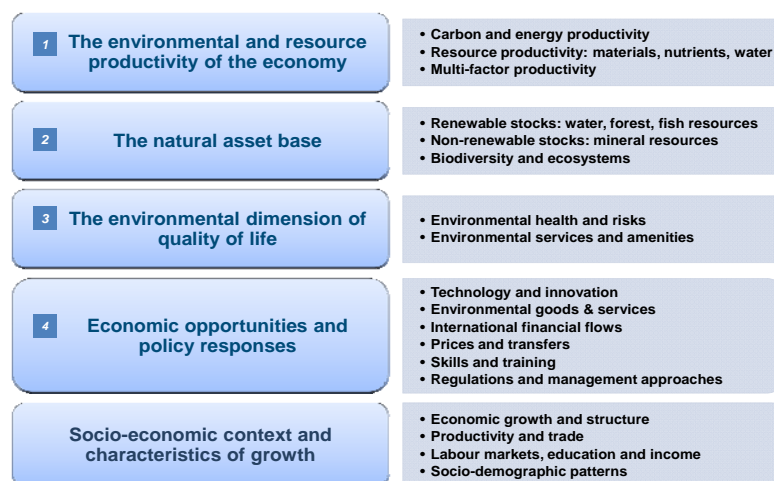 1
The environmental and resource
productivity of the economy
• Carbon and energy productivity
• Resource productivity: materials, nutrients, water
• Multi-factor productivity
2
The natural asset base
• Renewable stocks: water, forest, fish resources
• Non-renewable stocks: mineral resources
• Biodiversity and ecosystems
3
The environmental dimension of
quality of life
• Environmental health and risks
• Environmental services and amenities
4
Economic opportunities and
policy responses
• Technology and innovation
• Environmental goods & services
• International financial flows
• Prices and transfers
• Skills and training
• Regulations and management approaches
Socio-economic context and
characteristics of growth
• Economic growth and structure
• Productivity and trade
• Labour markets, education and income
• Socio-demographic patterns